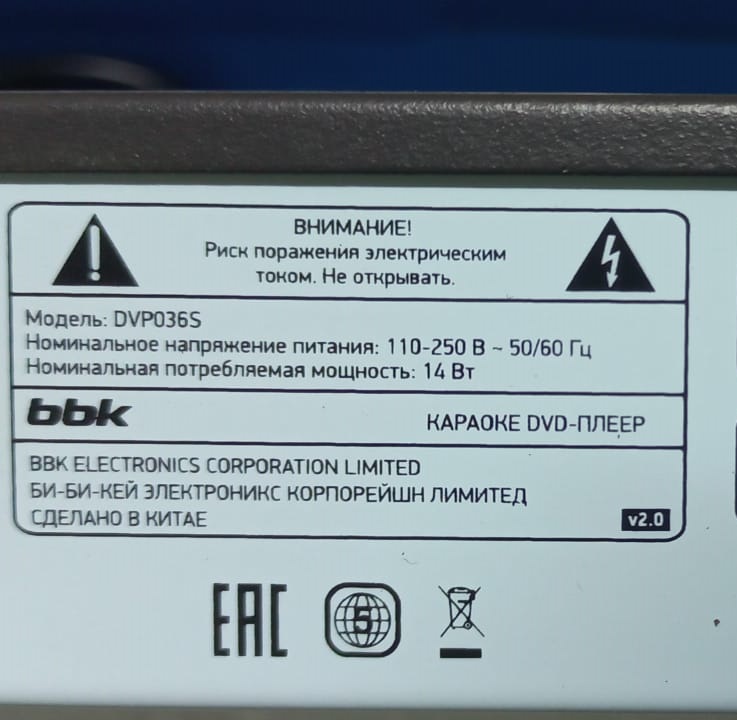 ВНИМАНИЕ!
Риск поражения электрическим
током. Не открывать.
Модель: DVP036S
Номинальное напряжение питания: 110-250 В ~ 50/60 Гц
Номинальная потребляемая мощность: 14 Вт
bbk
КАРАОКЕ DVD-ПЛЕЕР
BBK ELECTRONICS CORPORATION LIMITED
БИ-БИ-КЕЙ ЭЛЕКТРОНИКС КОРПОРЕЙШН ЛИМИТЕД
СДЕЛАНО В КИТАЕ
v2.0
EAC
5